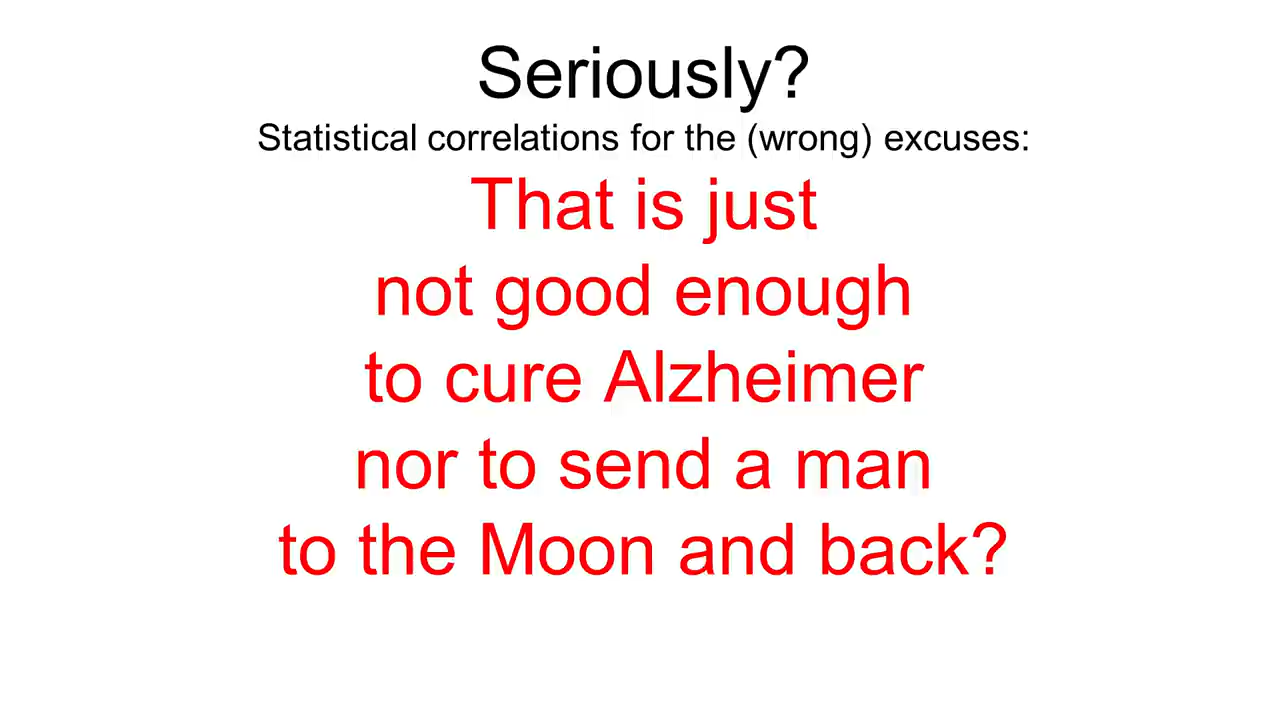 Seriously?
Statistical correlations for the (wrong) excuses:
That is just
not good enough
to cure Alzheimer
nor to send a man
to the Moon and back?